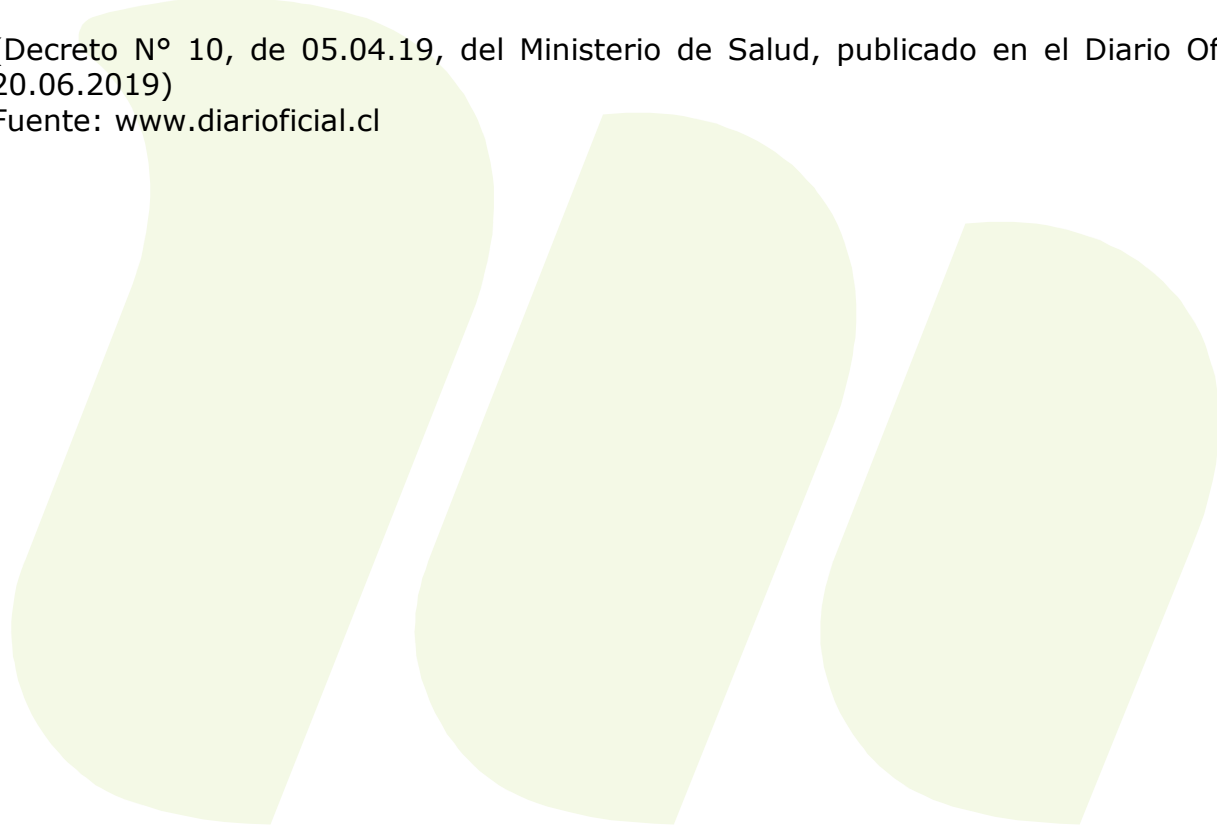 (Decreto N° 10, de 05.04.19, del Ministerio de Salud, publicado en el Diario Of
20.06.2019)
Fuente: www.diarioficial.cl